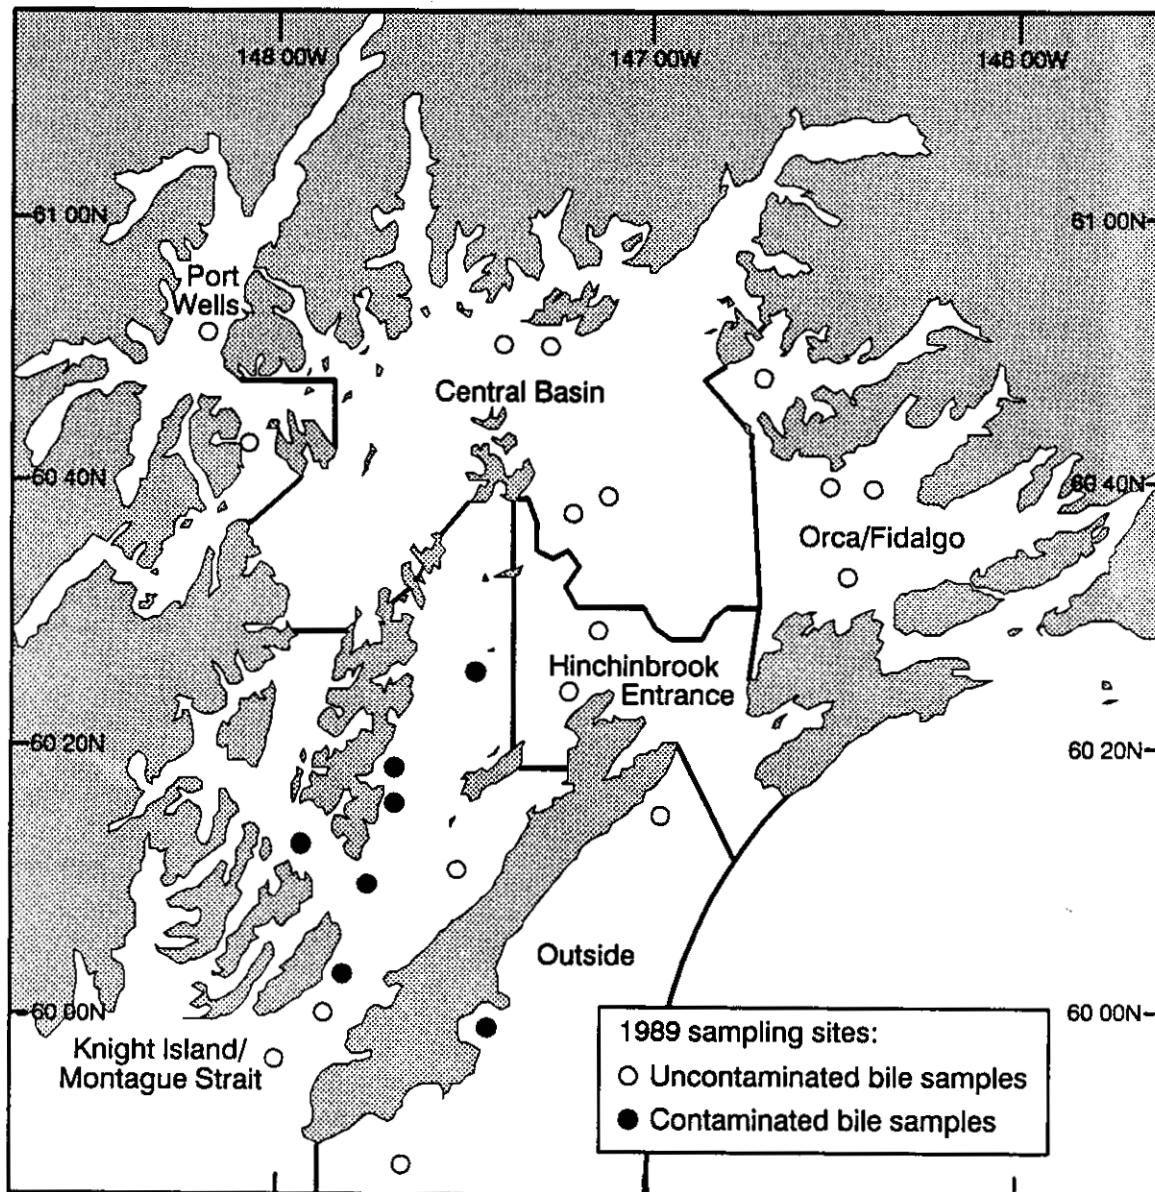 148 00W
147 00W
146 00W
61 00N
61 00N
Port
Wells
Central Basin
60 40N
60 40N
Orca/Fidalgo
Hinchinbrook
Entrance
60 20N
60 20N
Outside
60 00N
60 00N
Knight Island/
Montague Strait
1989 sampling sites:
Uncontaminated bile samples
Contaminated bile samples